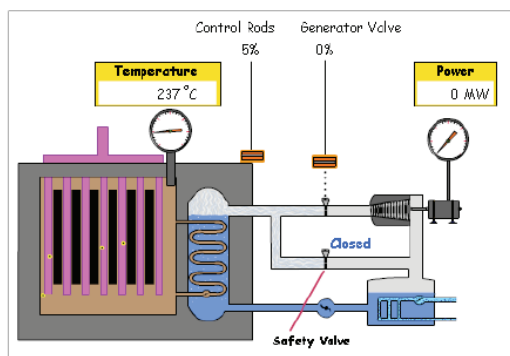 Control Rods
5%
Generator Valve
0%
Temperature
237 °C
Power
0 MW
Closed
Safety Valve